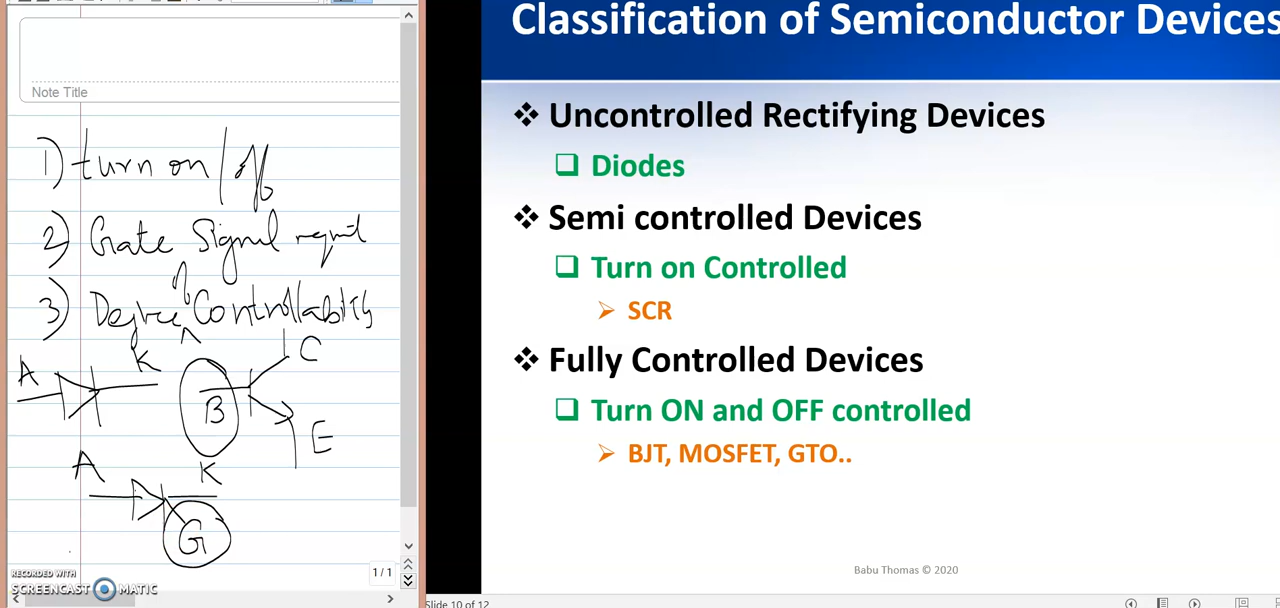 Note Title
1) turn on/off
2) Gate Signal
of
3) Degree Controllability
A
K
B
C
E
A
K
G
1 / 1
RECORDED WITH
SCREENCAST MATIC
Classification of Semiconductor Devices
❖ Uncontrolled Rectifying Devices
❑ Diodes
❖ Semi controlled Devices
❑ Turn on Controlled
➢ SCR
❖ Fully Controlled Devices
❑ Turn ON and OFF controlled
➢ BJT, MOSFET, GTO..
Babu Thomas © 2020
Slide 10 of 12